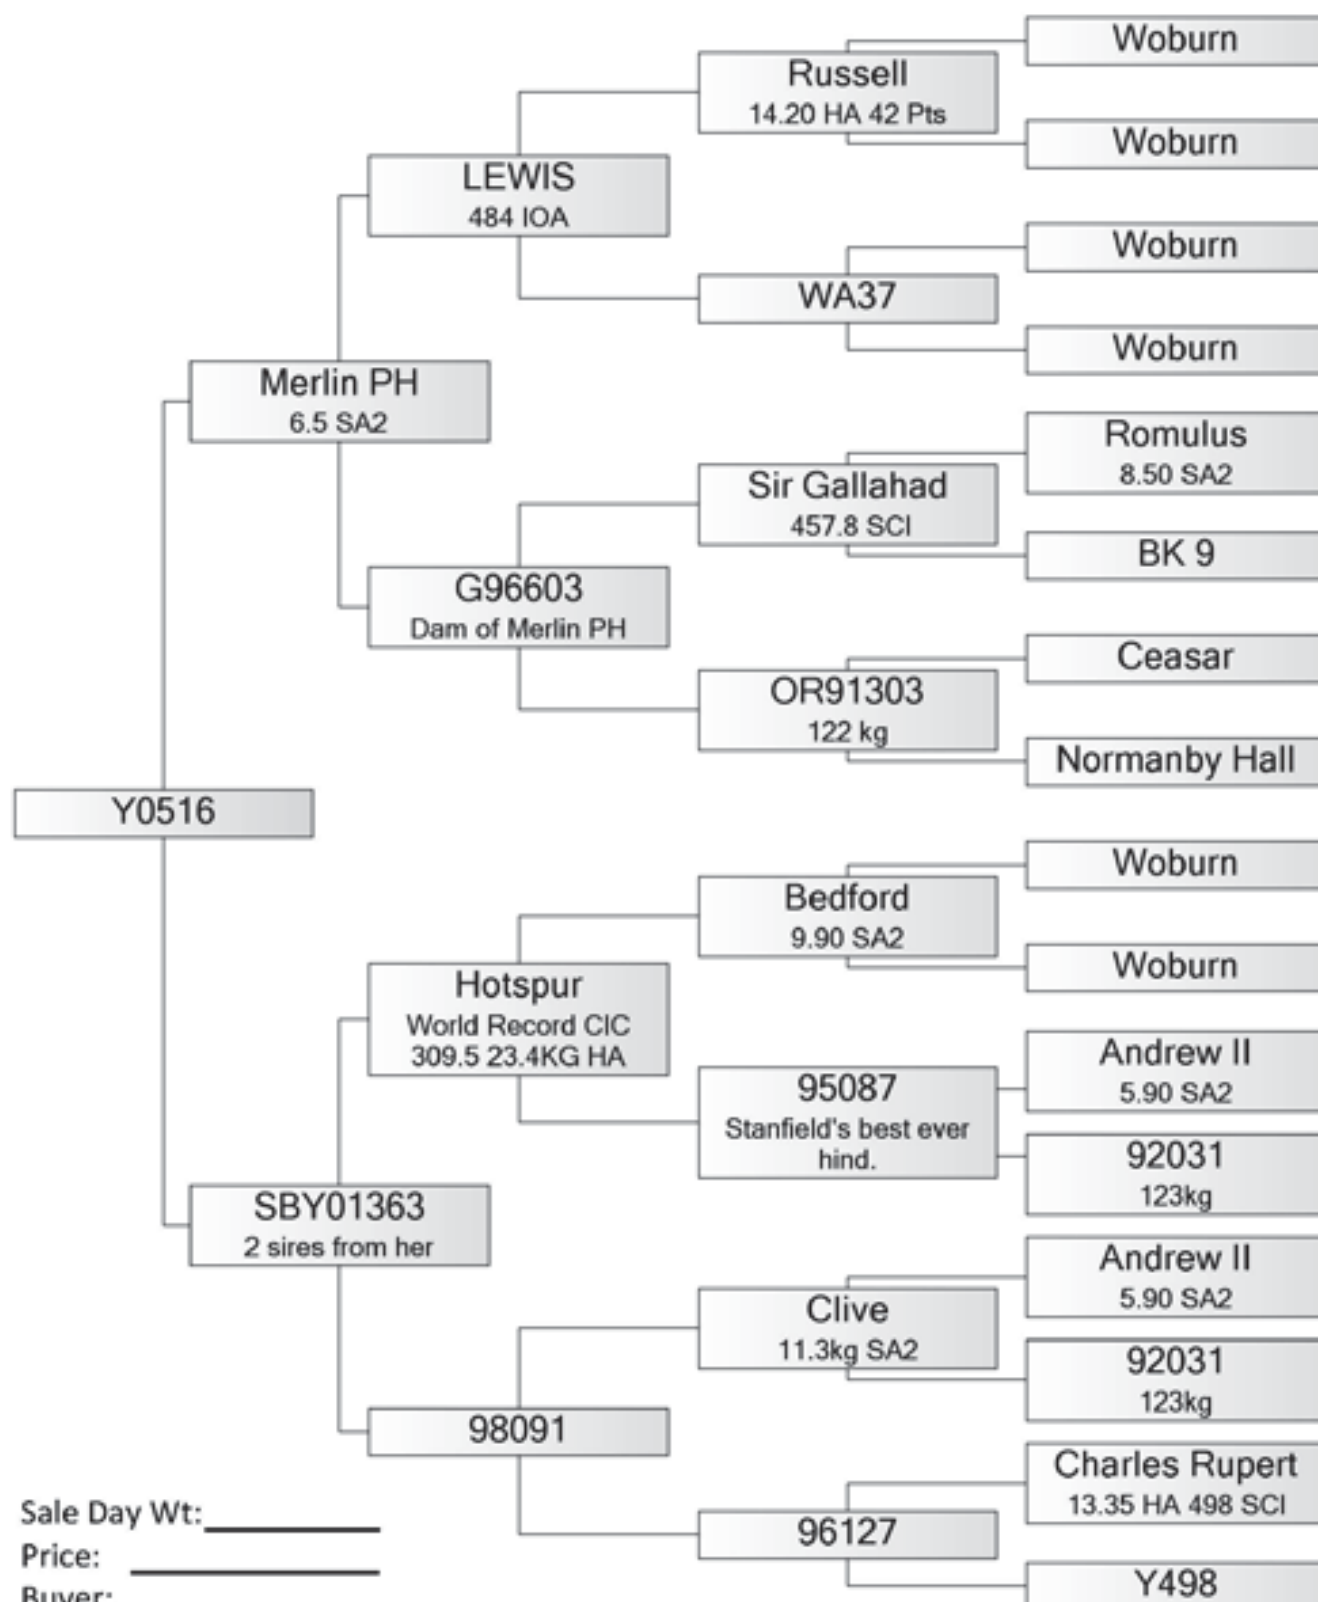 Woburn
Russell
14.20 HA 42 Pts
Woburn
LEWIS
484 IOA
Woburn
WA37
Woburn
Merlin PH
6.5 SA2
Romulus
8.50 SA2
Sir Gallahad
457.8 SCI
BK 9
G96603
Dam of Merlin PH
Ceasar
OR91303
122 kg
Normanby Hall
Y0516
Woburn
Bedford
9.90 SA2
Woburn
Hotspur
World Record CIC
309.5 23.4KG HA
Andrew II
5.90 SA2
95087
Stanfield's best ever
hind.
92031
123kg
SBY01363
2 sires from her
Andrew II
5.90 SA2
Clive
11.3kg SA2
92031
123kg
98091
Charles Rupert
13.35 HA 498 SCI
96127
Y498
Sale Day Wt:
Price:
Buyer: